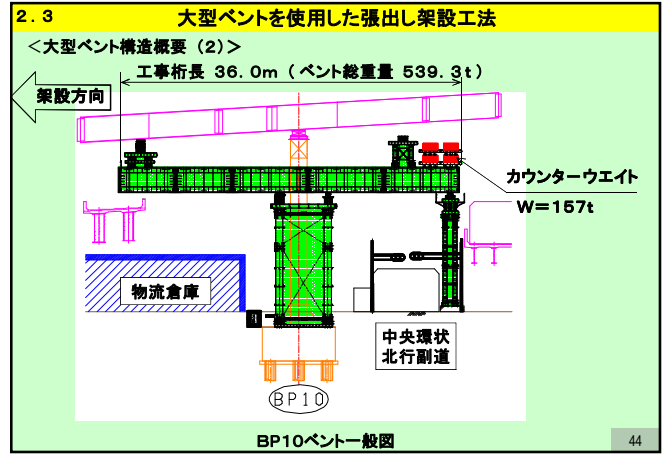 ２．３ 大型ベントを使用した張出し架設工法
＜大型ベント構造概要（２）＞
工事桁長 ３６．０ｍ（ベント総重量 ５３９．３ｔ）
架設方向
カウンターウエイト
Ｗ＝１５７ｔ
物流倉庫
中央環状
北行副道
BP10
ＢＰ１０ベント一般図
44